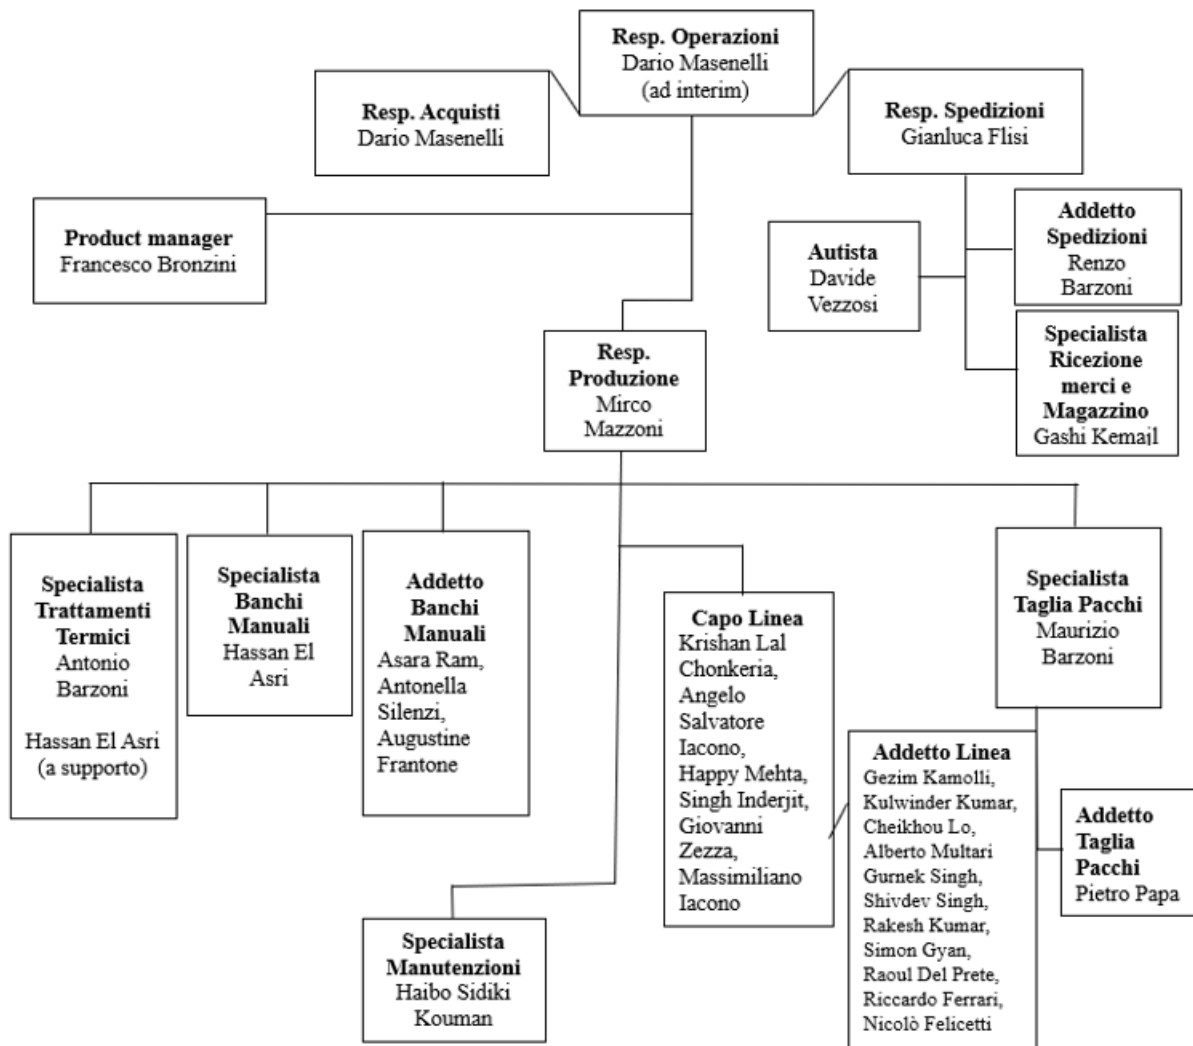 Resp. Operazioni
Dario Masenelli
(ad interim)
Resp. Acquisti
Dario Masenelli
Resp. Spedizioni
Gianluca Flisi
Product manager
Francesco Bronzini
Autista
Davide
Vezzosi
Addetto
Spedizioni
Renzo
Barzoni
Specialista
Ricezione
merci e
Magazzino
Gashi Kemajl
Resp.
Produzione
Mirco
Mazzoni
Specialista
Trattamenti
Termici
Antonio
Barzoni
Hassan El Asri
(a supporto)
Specialista
Banchi
Manuali
Hassan El
Asri
Addetto
Banchi
Manuali
Asara Ram,
Antonella
Silenzi,
Augustine
Frantone
Capo Linea
Krishan Lal
Chonkeria,
Angelo
Salvatore
Iacono,
Happy Mehta,
Singh Inderjit,
Giovanni
Zezza,
Massimiliano
Iacono
Specialista
Taglia Pacchi
Maurizio
Barzoni
Addetto Linea
Gezim Kamolli,
Kulwinder Kumar,
Cheikhou Lo,
Alberto Multari
Gurnek Singh,
Shivdev Singh,
Rakesh Kumar,
Simon Gyan,
Raoul Del Prete,
Riccardo Ferrari,
Nicolò Felicetti
Addetto
Taglia
Pacchi
Pietro Papa
Specialista
Manutenzioni
Haibo Sidiki
Kouman